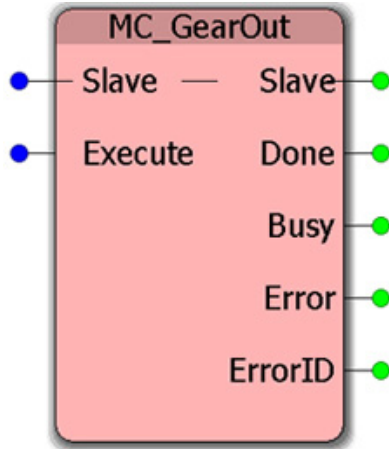 MC_GearOut
Slave — Slave
Execute Done
Busy
Error
ErrorID